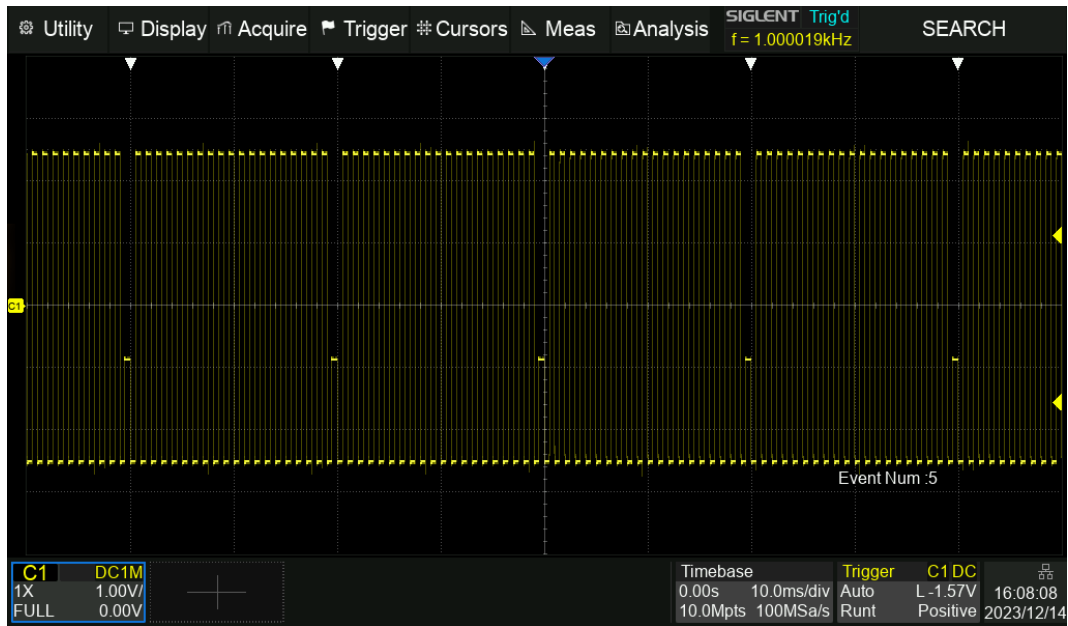 Utility Display Acquire Trigger Cursors Meas Analysis SIGLENT Trig'd SEARCH
f = 1.000019kHz
C1
Event Num :5
C1 DC1M
1X 1.00V/
FULL 0.00V
Timebase
0.00s 10.0ms/div
10.0Mpts 100MSa/s
Trigger C1 DC
Auto L -1.57V
Runt Positive
16:08:08
2023/12/14